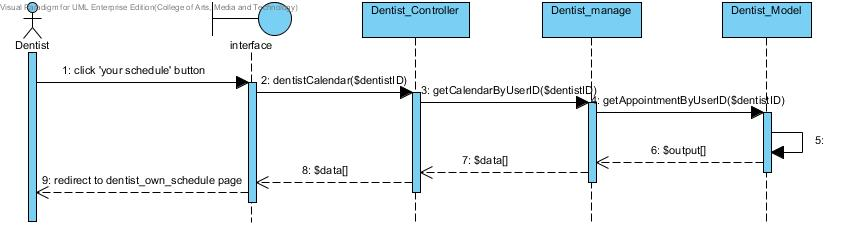 Visual Paradigm for UML Enterprise Edition(College of Arts, Media and Technology)
Dentist_Controller
Dentist_manage
Dentist_Model
Dentist
interface
1: click 'your schedule' button
2: dentistCalendar($dentistID)
3: getCalendarByUserID($dentistID)
4: getAppointmentByUserID($dentistID)
5:
6: $output[]
7: $data[]
8: $data[]
9: redirect to dentist_own_schedule page